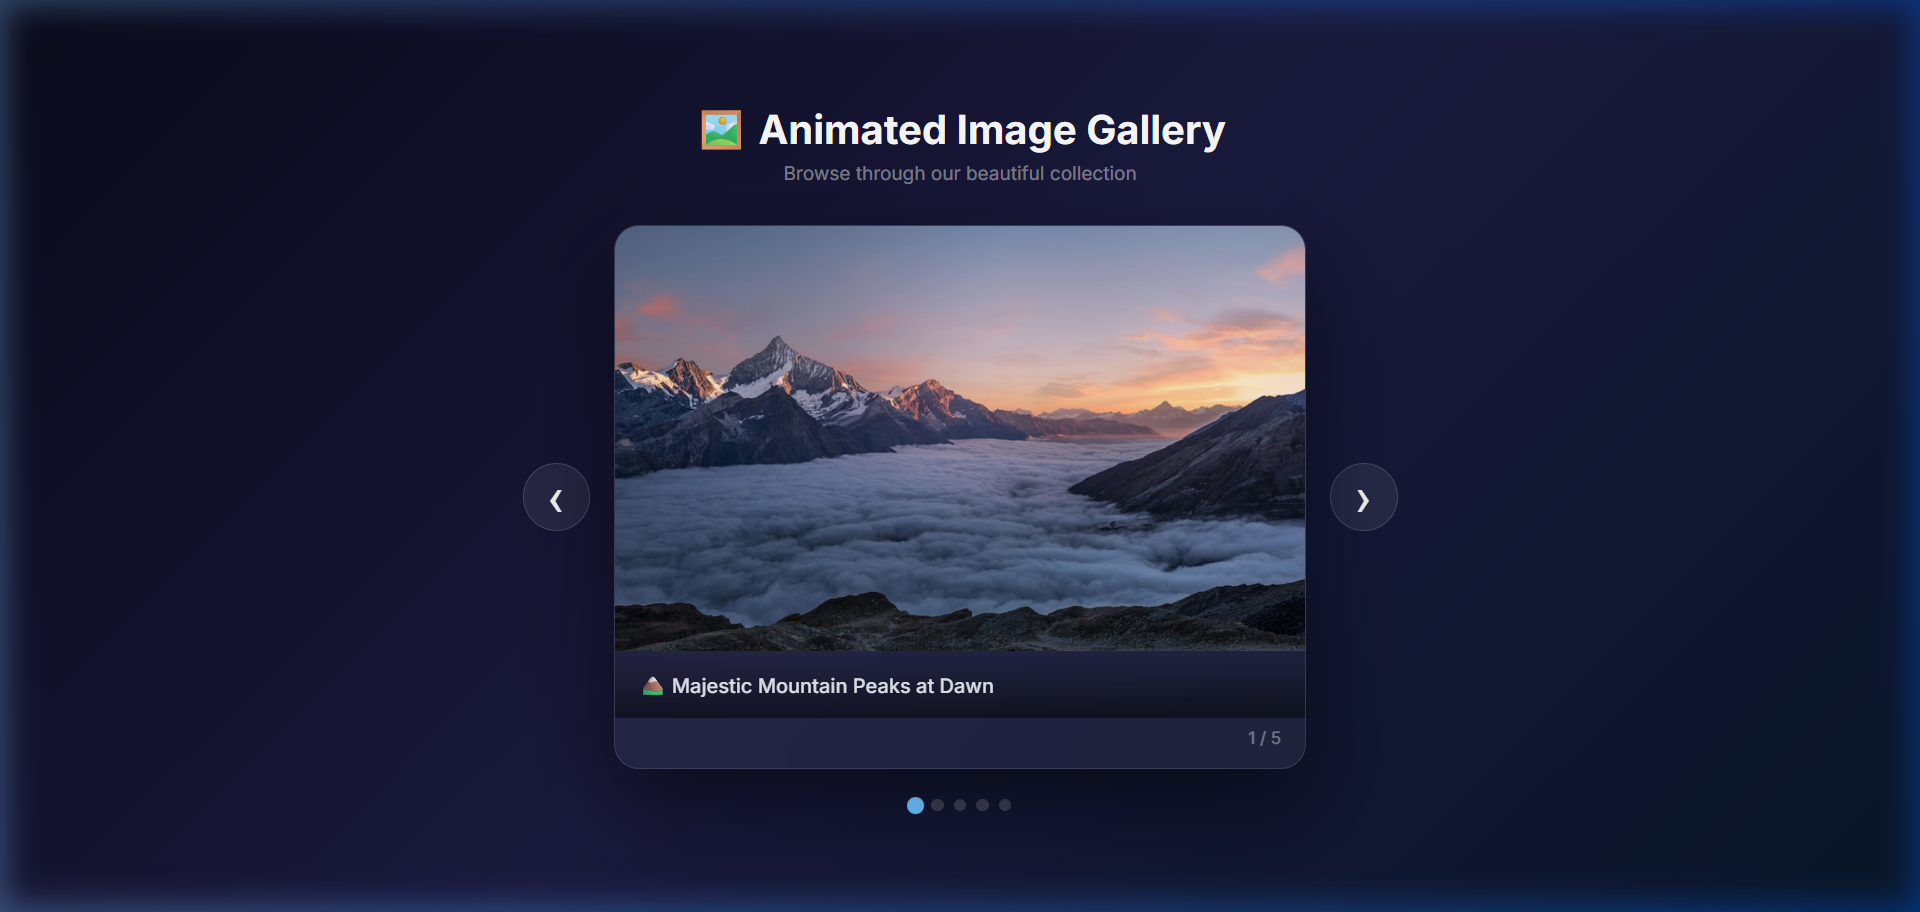 Animated Image Gallery
Browse through our beautiful collection
❮
❯
Majestic Mountain Peaks at Dawn
1 / 5